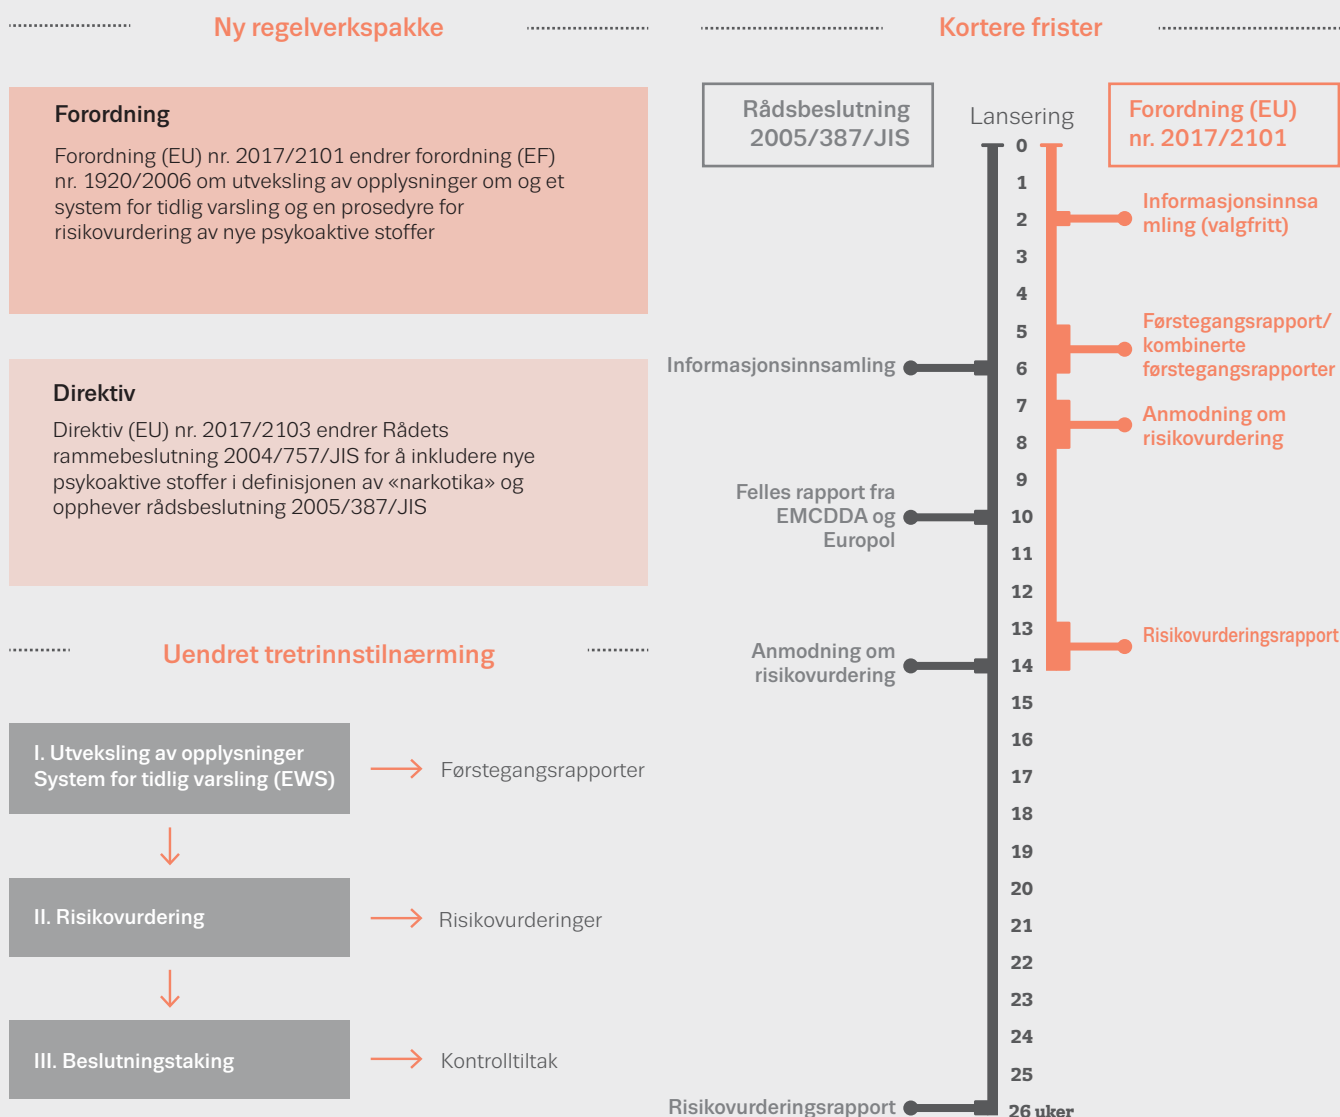 Ny regelverkspakke
Forordning
Forordning (EU) nr. 2017/2101 endrer forordning (EF)
nr. 1920/2006 om utveksling av opplysninger om og et
system for tidlig varsling og en prosedyre for
risikovurdering av nye psykoaktive stoffer
Direktiv
Direktiv (EU) nr. 2017/2103 endrer Rådets
rammebeslutning 2004/757/JIS for å inkludere nye
psykoaktive stoffer i definisjonen av «narkotika» og
opphever rådsbeslutning 2005/387/JIS
Uendret tretrinnstilnærming
I. Utveksling av opplysninger
System for tidlig varsling (EWS)
Førstegangsrapporter
II. Risikovurdering
Risikovurderinger
III. Beslutningstaking
Kontrolltiltak
Kortere frister
Rådsbeslutning
2005/387/JIS
Lansering
Forordning (EU)
nr. 2017/2101
0
1
2
3
4
5
6
7
8
9
10
11
12
13
14
15
16
17
18
19
20
21
22
23
24
25
26 uker
Informasjonsinnsamling
Felles rapport fra
EMCDDA og
Europol
Anmodning om
risikovurdering
Risikovurderingsrapport
Informasjonsinnsa
mling (valgfritt)
Førstegangsrapport/
kombinerte
førstegangsrapporter
Anmodning om
risikovurdering
Risikovurderingsrapport